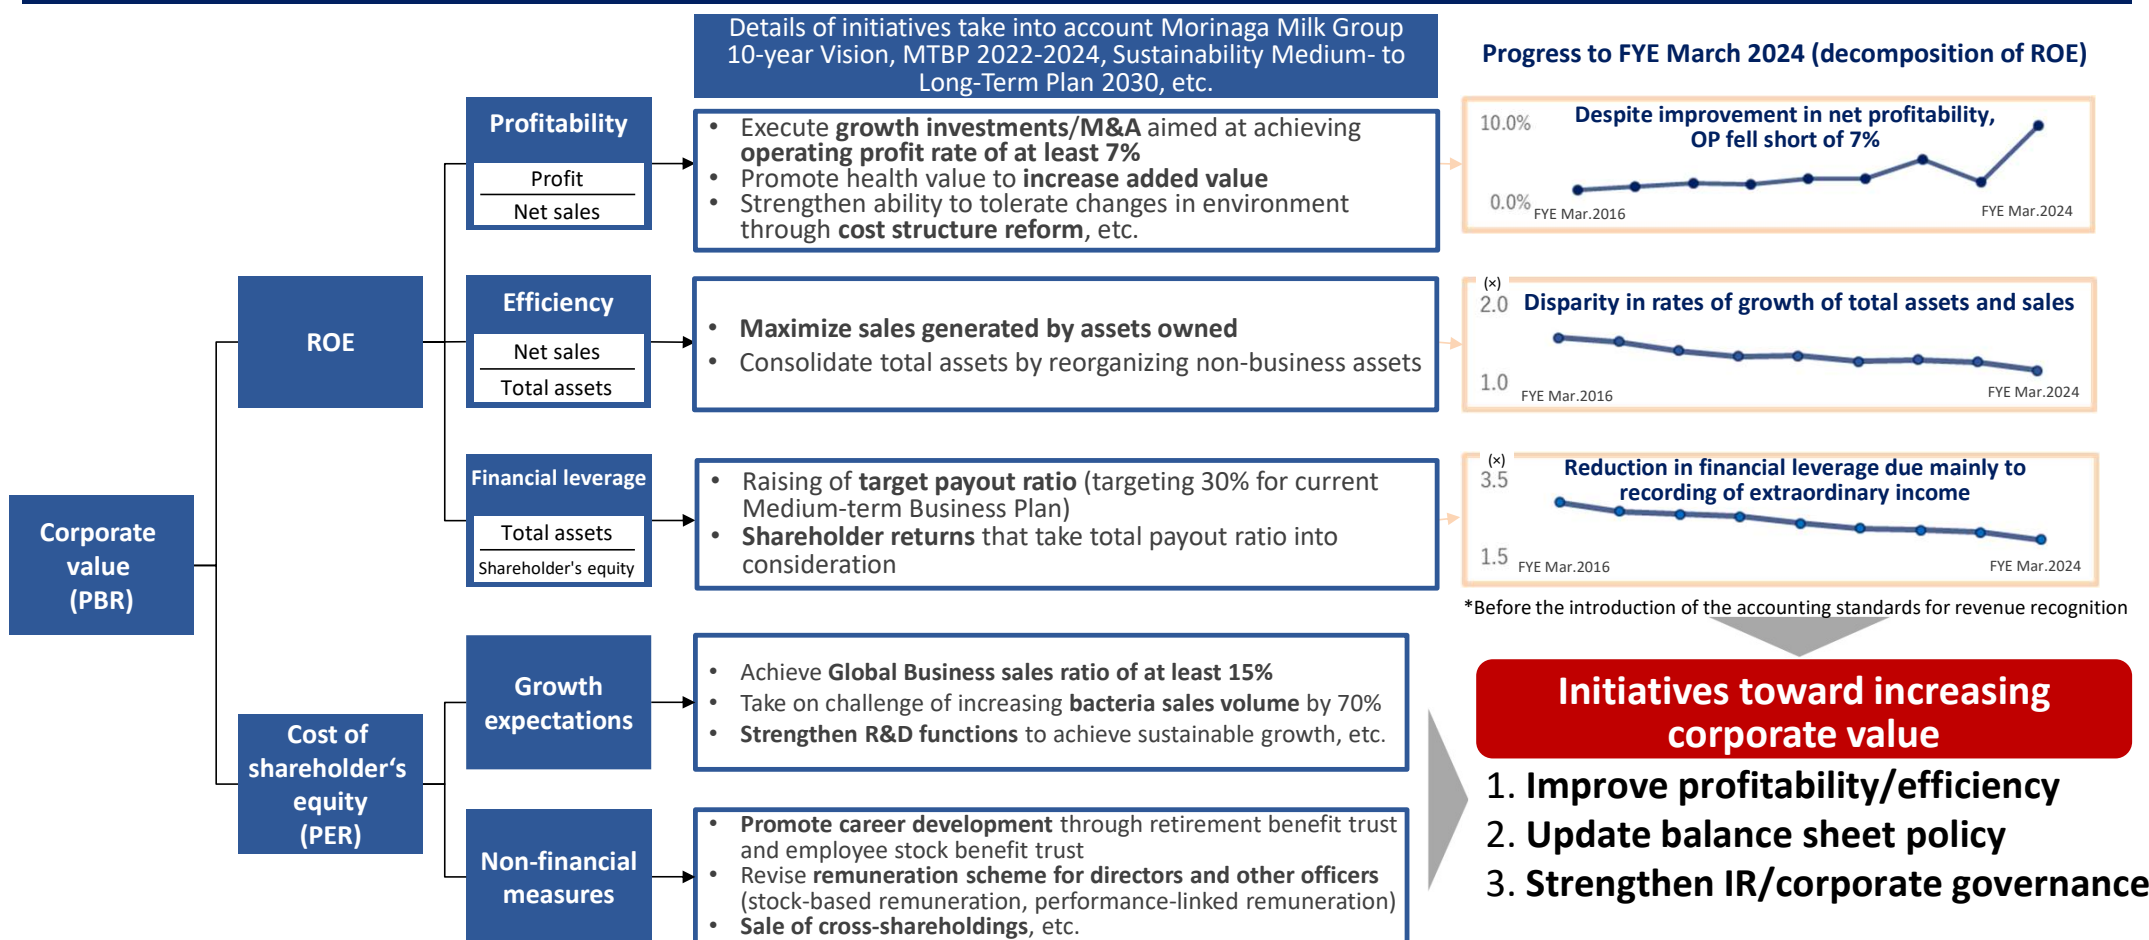 Details of initiatives take into account Morinaga Milk Group
10-year Vision, MTBP 2022-2024, Sustainability Medium- to
Long-Term Plan 2030, etc.
Progress to FYE March 2024 (decomposition of ROE)
Corporate
value
(PBR)
ROE
Profitability
Profit
Net sales
• Execute growth investments/M&A aimed at achieving
operating profit rate of at least 7%
• Promote health value to increase added value
• Strengthen ability to tolerate changes in environment
through cost structure reform, etc.
Despite improvement in net profitability,
OP fell short of 7%
10.0%
0.0%
FYE Mar.2016
FYE Mar.2024
Efficiency
Net sales
Total assets
• Maximize sales generated by assets owned
• Consolidate total assets by reorganizing non-business assets
(×)
2.0
Disparity in rates of growth of total assets and sales
1.0
FYE Mar.2016
FYE Mar.2024
Financial leverage
Total assets
Shareholder's equity
• Raising of target payout ratio (targeting 30% for current
Medium-term Business Plan)
• Shareholder returns that take total payout ratio into
consideration
(×)
3.5
Reduction in financial leverage due mainly to
recording of extraordinary income
1.5
FYE Mar.2016
FYE Mar.2024
*Before the introduction of the accounting standards for revenue recognition
Cost of
shareholder‘s
equity
(PER)
Growth
expectations
• Achieve Global Business sales ratio of at least 15%
• Take on challenge of increasing bacteria sales volume by 70%
• Strengthen R&D functions to achieve sustainable growth, etc.
Non-financial
measures
• Promote career development through retirement benefit trust
and employee stock benefit trust
• Revise remuneration scheme for directors and other officers
(stock-based remuneration, performance-linked remuneration)
• Sale of cross-shareholdings, etc.
Initiatives toward increasing
corporate value
1. Improve profitability/efficiency
2. Update balance sheet policy
3. Strengthen IR/corporate governance